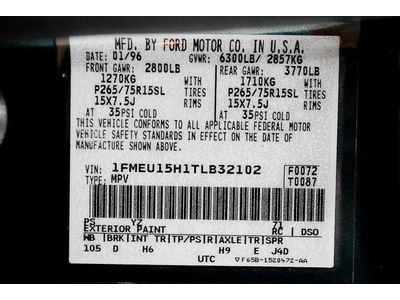 MFD. BY FORD MOTOR CO. IN U.S.A.
DATE: 01/96 GVWR: 6300LB/ 2857KG
FRONT GAWR: 2800LB REAR GAWR: 3770LB
1270KG WITH 1710KG WITH
P265/75R15SL TIRES P265/75R15SL TIRES
15X7.5J RIMS 15X7.5J RIMS
AT 35PSI COLD AT 35PSI COLD
THIS VEHICLE CONFORMS TO ALL APPLICABLE FEDERAL MOTOR
VEHICLE SAFETY STANDARDS IN EFFECT ON THE DATE OF
MANUFACTURE SHOWN ABOVE.
VIN: 1FMEU15H1TLB32102 F0072
TYPE: MPV T0087
PS YZ 71
EXTERIOR PAINT RC DSO
WB BRK INT TR TP/PS R AXLE TR SPR
105 D H6 H9 E J4D
UTC ▽F65B-1520472-AA